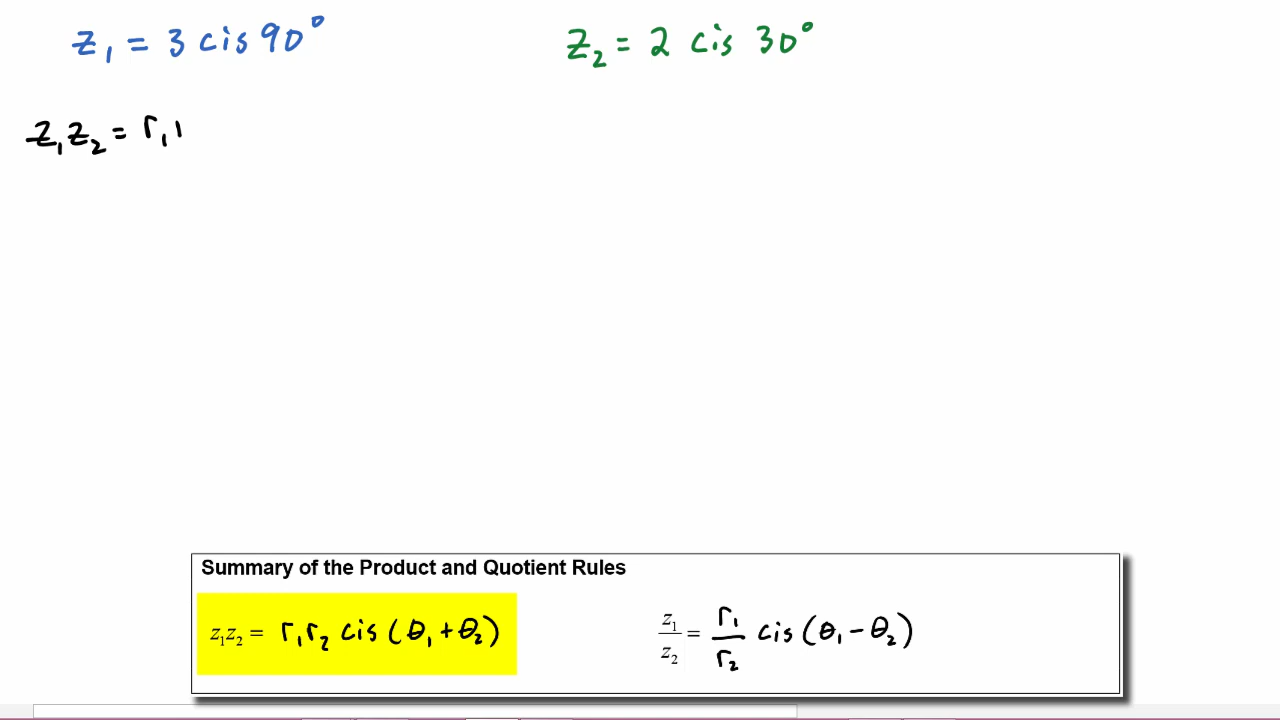 z₁ = 3 cis 90° z₂ = 2 cis 30°
z₁z₂ = r₁ı
Summary of the Product and Quotient Rules
z₁z₂ = r₁r₂ cis (θ₁ + θ₂) z₁/z₂ = r₁/r₂ cis (θ₁ − θ₂)